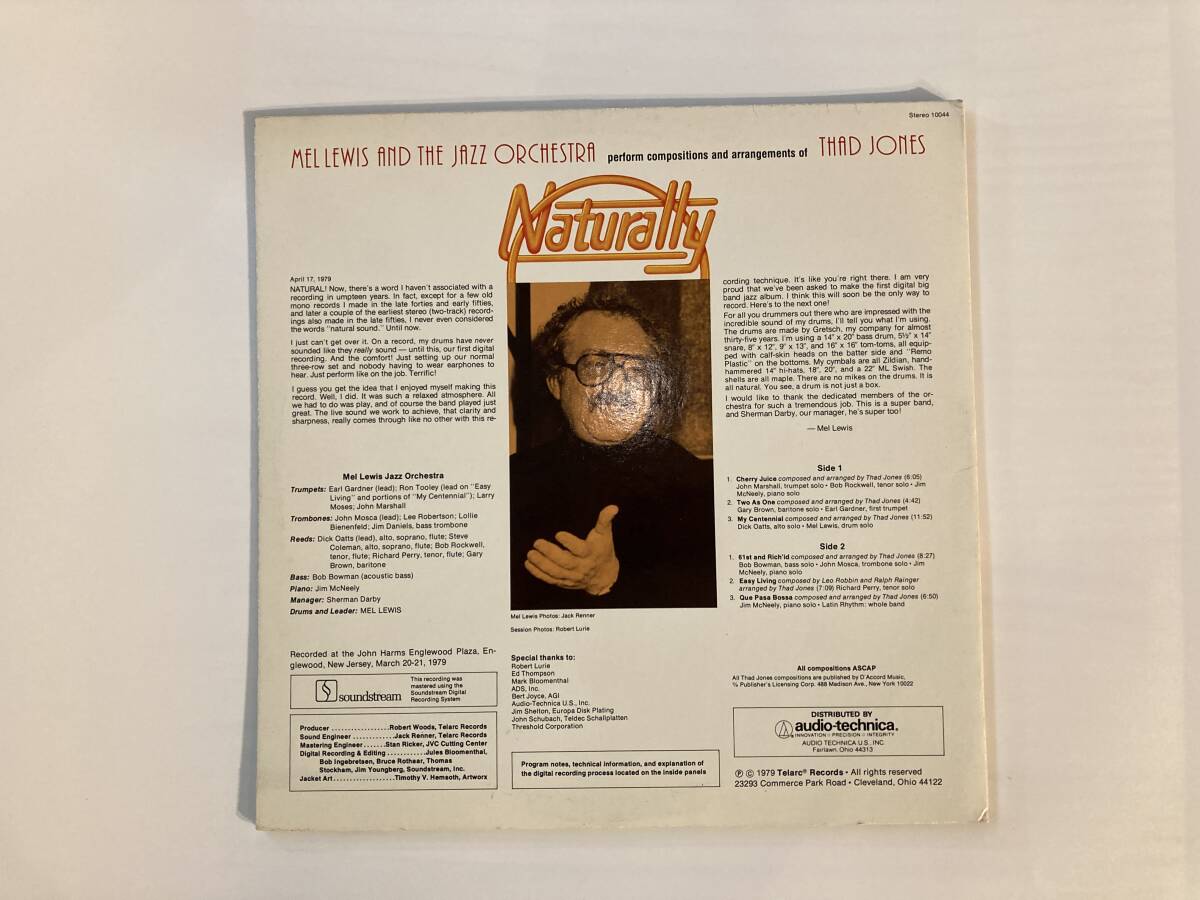 Stereo 10044
MEL LEWIS AND THE JAZZ ORCHESTRA perform compositions and arrangements of THAD JONES
Naturally
April 17, 1979
NATURAL! Now, there's a word I haven't associated with a
recording in umpteen years. In fact, except for a few old
mono records I made in the late forties and early fifties,
and later a couple of the earliest stereo (two-track) record-
ings also made in the late fifties, I never even considered
the words "natural sound." Until now.
I just can't get over it. On a record, my drums have never
sounded like they really sound — until this, our first digital
recording. And the comfort! Just setting up our normal
three-row set and nobody having to wear earphones to
hear. Just perform like on the job. Terrific!
I guess you get the idea that I enjoyed myself making this
record. Well, I did. It was such a relaxed atmosphere. All
we had to do was play, and of course the band played just
great. The live sound we work to achieve, that clarity and
sharpness, really comes through like no other with this re-
cording technique. It's like you're right there. I am very
proud that we've been asked to make the first digital big
band jazz album. I think this will soon be the only way to
record. Here's to the next one!
For all you drummers out there who are impressed with the
incredible sound of my drums, I'll tell you what I'm using.
The drums are made by Gretsch, my company for almost
thirty-five years. I'm using a 14" x 20" bass drum, 5½" x 14"
snare, 8" x 12", 9" x 13", and 16" x 16" tom-toms, all equip-
ped with calf-skin heads on the batter side and "Remo
Plastic" on the bottoms. My cymbals are all Zildjian, hand-
hammered 14" hi-hats, 18", 20", and a 22" ML Swish. The
shells are all maple. There are no mikes on the drums. It is
all natural. You see, a drum is not just a box.
I would like to thank the dedicated members of the or-
chestra for such a tremendous job. This is a super band,
and Sherman Darby, our manager, he's super too!
— Mel Lewis
Mel Lewis Jazz Orchestra
Trumpets: Earl Gardner (lead); Ron Tooley (lead on "Easy
Living" and portions of "My Centennial"); Larry
Moses; John Marshall
Trombones: John Mosca (lead); Lee Robertson; Lollie
Bienenfeld; Jim Daniels, bass trombone
Reeds: Dick Oatts (lead), alto, soprano, flute; Steve
Coleman, alto, soprano, flute; Bob Rockwell,
tenor, flute; Richard Perry, tenor, flute; Gary
Brown, baritone
Bass: Bob Bowman (acoustic bass)
Piano: Jim McNeely
Manager: Sherman Darby
Drums and Leader: MEL LEWIS
Recorded at the John Harms Englewood Plaza, En-
glewood, New Jersey, March 20-21, 1979
soundstream
This recording was
mastered using the
Soundstream Digital
Recording System
Producer ...................Robert Woods, Telarc Records
Sound Engineer .............Jack Renner, Telarc Records
Mastering Engineer.......Stan Ricker, JVC Cutting Center
Digital Recording & Editing ............Jules Bloomenthal,
Bob Ingebretsen, Bruce Rothear, Thomas
Stockham, Jim Youngberg, Soundstream, Inc.
Jacket Art.....................Timothy V. Hemsoth, Artworx
Mel Lewis Photos: Jack Renner
Session Photos: Robert Lurie
Special thanks to:
Robert Lurie
Ed Thompson
Mark Bloomenthal
ADS, Inc.
Bert Joyce, AGI
Audio-Technica U.S., Inc.
Jim Shelton, Europa Disk Plating
John Schubach, Teldec Schallplatten
Threshold Corporation
Program notes, technical information, and explanation of
the digital recording process located on the inside panels
Side 1
1. Cherry Juice composed and arranged by Thad Jones (6:05)
John Marshall, trumpet solo • Bob Rockwell, tenor solo • Jim
McNeely, piano solo
2. Two As One composed and arranged by Thad Jones (4:42)
Gary Brown, baritone solo • Earl Gardner, first trumpet
3. My Centennial composed and arranged by Thad Jones (11:52)
Dick Oatts, alto solo • Mel Lewis, drum solo
Side 2
1. 61st and Rich'id composed and arranged by Thad Jones (8:27)
Bob Bowman, bass solo • John Mosca, trombone solo • Jim
McNeely, piano solo
2. Easy Living composed by Leo Robbin and Ralph Rainger
arranged by Thad Jones (7:09) Richard Perry, tenor solo
3. Que Pasa Bossa composed and arranged by Thad Jones (6:50)
Jim McNeely, piano solo • Latin Rhythm: whole band
All compositions ASCAP
All Thad Jones compositions are published by D'Accord Music,
℅ Publisher's Licensing Corp. 488 Madison Ave., New York 10022
DISTRIBUTED BY
audio-technica®
INNOVATION □ PRECISION □ INTEGRITY
AUDIO TECHNICA U.S., INC.
Fairlawn, Ohio 44313
℗ © 1979 Telarc® Records • All rights reserved
23293 Commerce Park Road • Cleveland, Ohio 44122